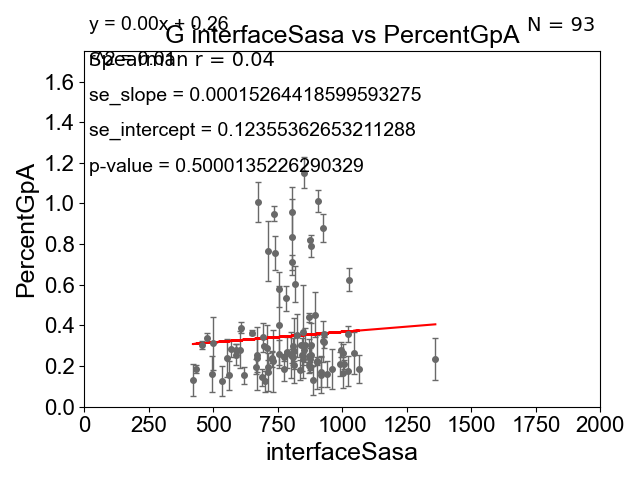 y = 0.00x + 0.26
N = 93
G interfaceSasa vs PercentGpA
Spearman r = 0.04
se_slope = 0.00015264418599593275
se_intercept = 0.12355362653211288
p-value = 0.5000135226290329
PercentGpA
1.6
1.4
1.2
1.0
0.8
0.6
0.4
0.2
0.0
0 250 500 750 1000 1250 1500 1750 2000
interfaceSasa